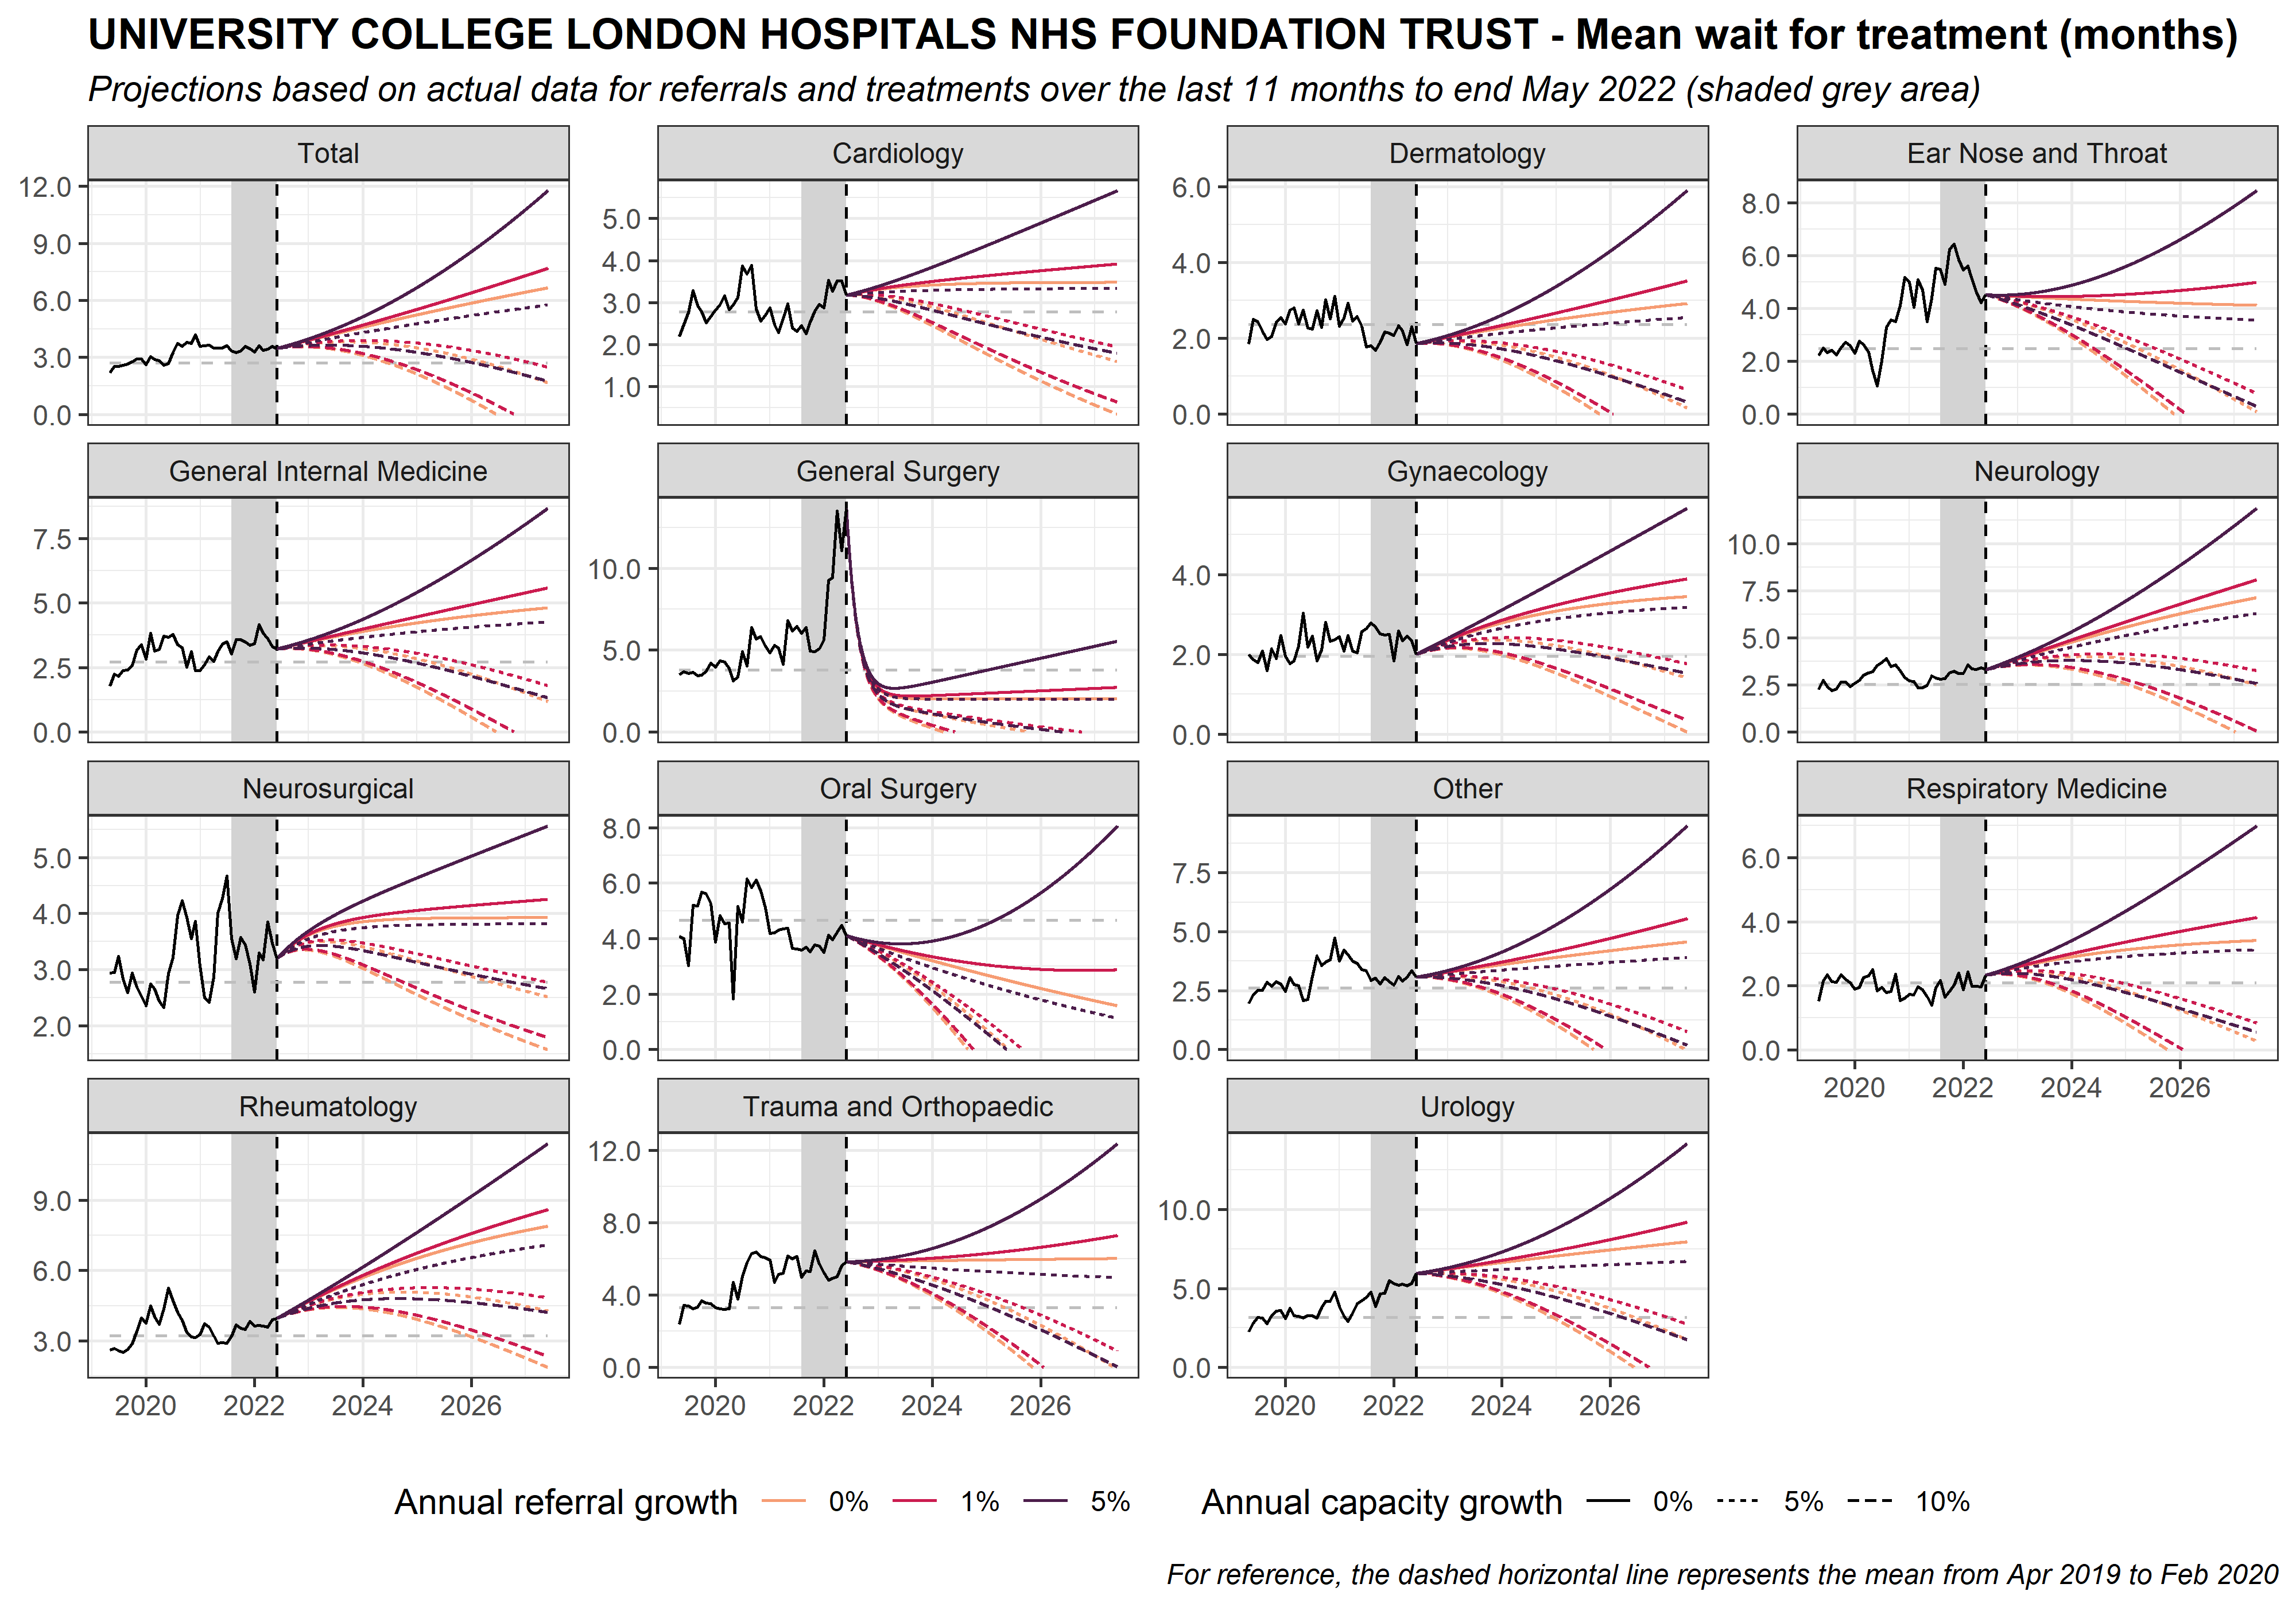 UNIVERSITY COLLEGE LONDON HOSPITALS NHS FOUNDATION TRUST - Mean wait for treatment (months)
Projections based on actual data for referrals and treatments over the last 11 months to end May 2022 (shaded grey area)
Total
12.0
9.0
6.0
3.0
0.0
Cardiology
5.0
4.0
3.0
2.0
1.0
Dermatology
6.0
4.0
2.0
0.0
Ear Nose and Throat
8.0
6.0
4.0
2.0
0.0
General Internal Medicine
7.5
5.0
2.5
0.0
General Surgery
10.0
5.0
0.0
Gynaecology
4.0
2.0
0.0
Neurology
10.0
7.5
5.0
2.5
0.0
Neurosurgical
5.0
4.0
3.0
2.0
Oral Surgery
8.0
6.0
4.0
2.0
0.0
Other
7.5
5.0
2.5
0.0
Respiratory Medicine
6.0
4.0
2.0
0.0
2020 2022 2024 2026
Rheumatology
9.0
6.0
3.0
2020 2022 2024 2026
Trauma and Orthopaedic
12.0
8.0
4.0
0.0
2020 2022 2024 2026
Urology
10.0
5.0
0.0
2020 2022 2024 2026
Annual referral growth 0% 1% 5%
Annual capacity growth 0% 5% 10%
For reference, the dashed horizontal line represents the mean from Apr 2019 to Feb 2020